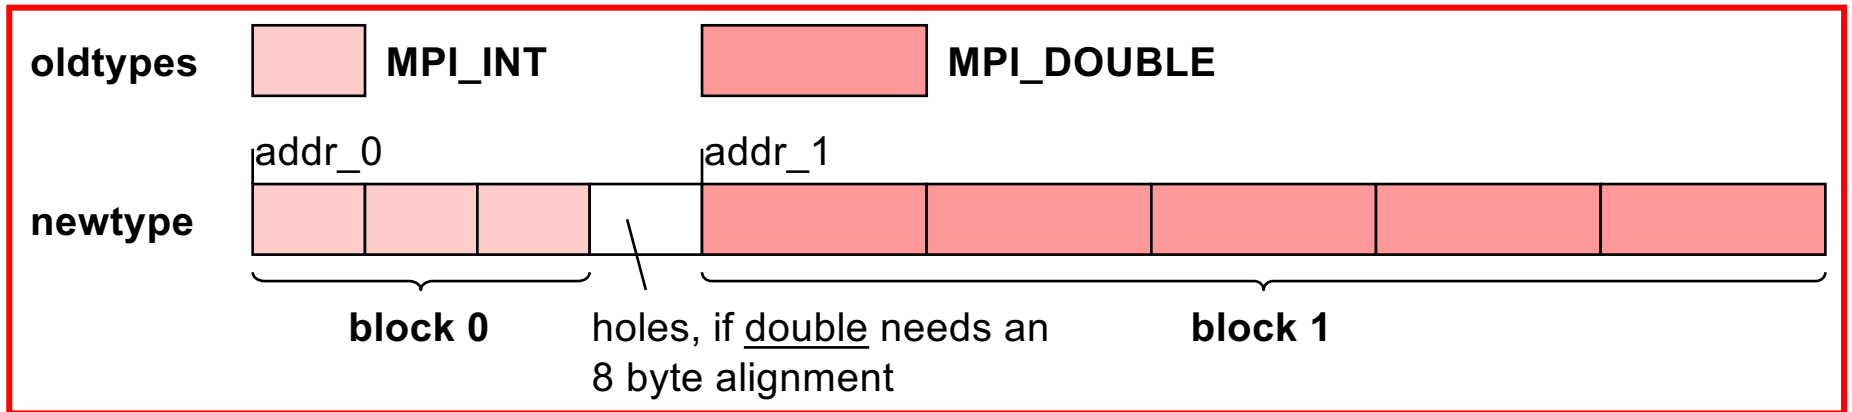 oldtypes MPI_INT MPI_DOUBLE
addr_0 addr_1
newtype
block 0 holes, if double needs an block 1
8 byte alignment